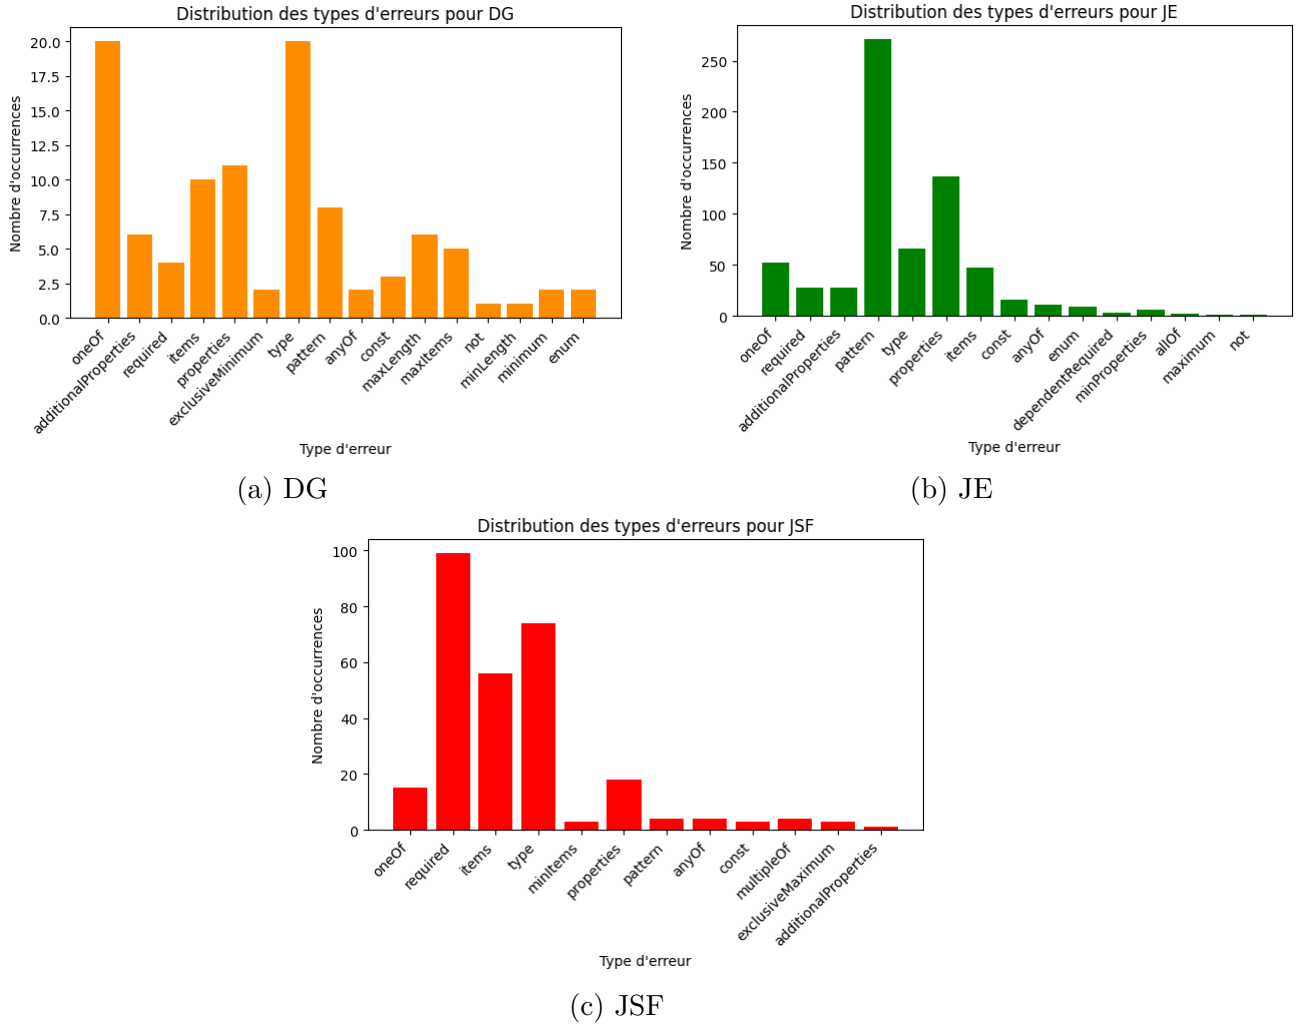 Distribution des types d'erreurs pour DG
Nombre d'occurrences
20.0
17.5
15.0
12.5
10.0
7.5
5.0
2.5
0.0
oneOf
additionalProperties
required
items
properties
exclusiveMinimum
type
pattern
anyOf
const
maxLength
maxItems
not
minLength
minimum
enum
Type d'erreur
(a) DG
Distribution des types d'erreurs pour JE
Nombre d'occurrences
250
200
150
100
50
0
oneOf
required
additionalProperties
pattern
type
properties
items
const
anyOf
enum
dependentRequired
minProperties
allOf
maximum
not
Type d'erreur
(b) JE
Distribution des types d'erreurs pour JSF
Nombre d'occurrences
100
80
60
40
20
0
oneOf
required
items
type
minItems
properties
pattern
anyOf
const
multipleOf
exclusiveMaximum
additionalProperties
Type d'erreur
(c) JSF